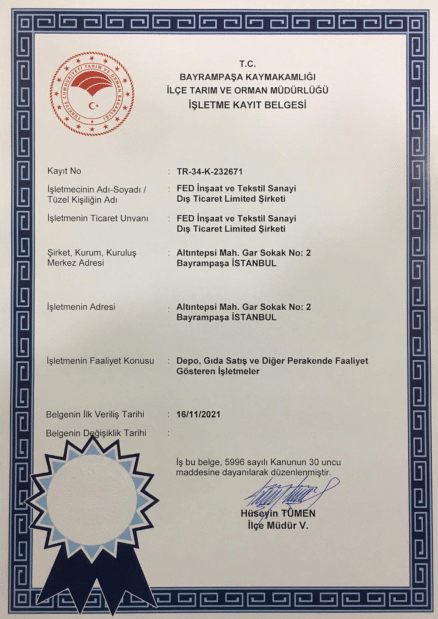 T.C.
BAYRAMPAŞA KAYMAKAMLIĞI
İLÇE TARIM VE ORMAN MÜDÜRLÜĞÜ
İŞLETME KAYIT BELGESİ
Kayıt No : TR-34-K-232671
İşletmecinin Adı-Soyadı / : FED İnşaat ve Tekstil Sanayi
Tüzel Kişiliğin Adı Dış Ticaret Limited Şirketi
İşletmenin Ticaret Unvanı : FED İnşaat ve Tekstil Sanayi
Dış Ticaret Limited Şirketi
Şirket, Kurum, Kuruluş : Altıntepsi Mah. Gar Sokak No: 2
Merkez Adresi Bayrampaşa İSTANBUL
İşletmenin Adresi : Altıntepsi Mah. Gar Sokak No: 2
Bayrampaşa İSTANBUL
İşletmenin Faaliyet Konusu : Depo, Gıda Satış ve Diğer Perakende Faaliyet
Gösteren İşletmeler
Belgenin İlk Veriliş Tarihi : 16/11/2021
Belgenin Değişiklik Tarihi :
İş bu belge, 5996 sayılı Kanunun 30 uncu
maddesine dayanılarak düzenlenmiştir.
Hüseyin TÜMEN
İlçe Müdür V.